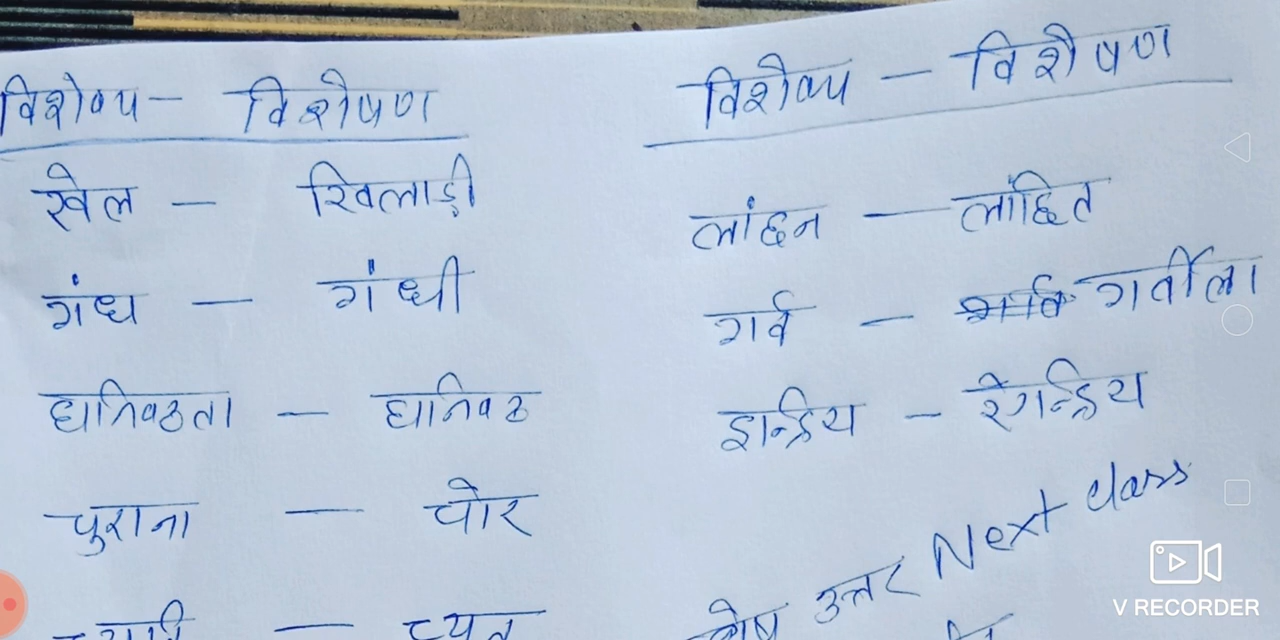 विशेष्य - विशेषण
खेल - खिलाड़ी
गंध - गंधी
घनिष्ठता - घनिष्ठ
चुराना - चोर
विशेष्य - विशेषण
लांछन - लांछित
गर्व - गर्वीला
इन्द्रिय - ऐन्द्रिय
शेष उत्तर Next class
V RECORDER